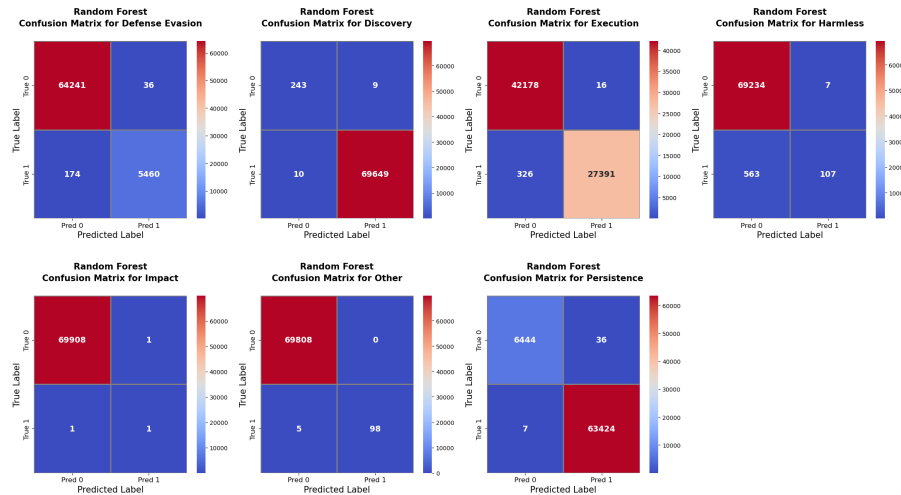 Random Forest
Confusion Matrix for Defense Evasion
True Label
True 0
True 1
64241
36
174
5460
Pred 0
Pred 1
Predicted Label
60000
50000
40000
30000
20000
10000
Random Forest
Confusion Matrix for Discovery
True Label
True 0
True 1
243
9
10
69649
Pred 0
Pred 1
Predicted Label
60000
50000
40000
30000
20000
10000
Random Forest
Confusion Matrix for Execution
True Label
True 0
True 1
42178
16
326
27391
Pred 0
Pred 1
Predicted Label
40000
35000
30000
25000
20000
15000
10000
5000
Random Forest
Confusion Matrix for Harmless
True Label
True 0
True 1
69234
7
563
107
Pred 0
Pred 1
Predicted Label
Random Forest
Confusion Matrix for Impact
True Label
True 0
True 1
69908
1
1
1
Pred 0
Pred 1
Predicted Label
60000
50000
40000
30000
20000
10000
Random Forest
Confusion Matrix for Other
True Label
True 0
True 1
69808
0
5
98
Pred 0
Pred 1
Predicted Label
60000
50000
40000
30000
20000
10000
0
Random Forest
Confusion Matrix for Persistence
True Label
True 0
True 1
6444
36
7
63424
Pred 0
Pred 1
Predicted Label
60000
50000
40000
30000
20000
10000